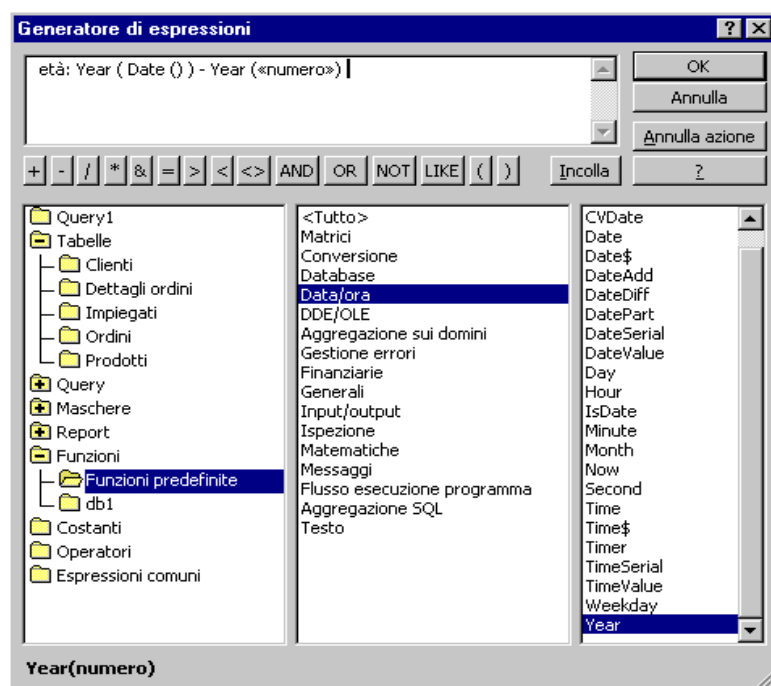 Generatore di espressioni
? ×
età: Year ( Date () ) - Year («numero»)
OK
Annulla
Annulla azione
+ - / * & = > < <> AND OR NOT LIKE ( )
Incolla
?
Query1
Tabelle
Clienti
Dettagli ordini
Impiegati
Ordini
Prodotti
Query
Maschere
Report
Funzioni
Funzioni predefinite
db1
Costanti
Operatori
Espressioni comuni
<Tutto>
Matrici
Conversione
Database
Data/ora
DDE/OLE
Aggregazione sui domini
Gestione errori
Finanziarie
Generali
Input/output
Ispezione
Matematiche
Messaggi
Flusso esecuzione programma
Aggregazione SQL
Testo
CVDate
Date
Date$
DateAdd
DateDiff
DatePart
DateSerial
DateValue
Day
Hour
IsDate
Minute
Month
Now
Second
Time
Time$
Timer
TimeSerial
TimeValue
Weekday
Year
Year(numero)